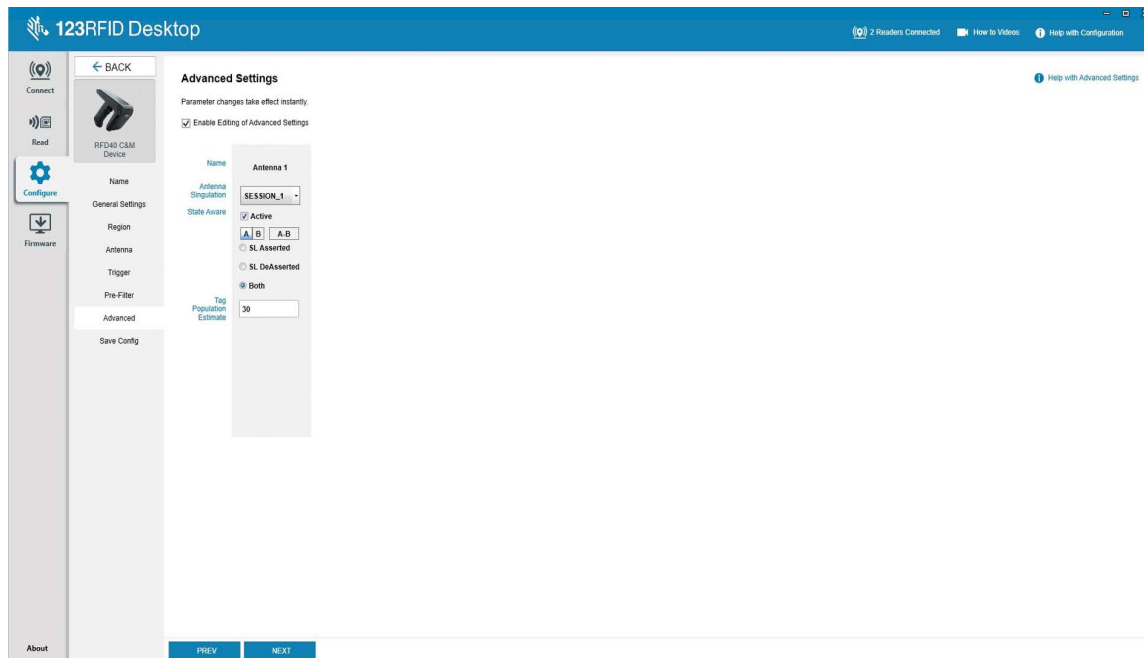 123RFID Desktop
2 Readers Connected
How to Videos
Help with Configuration
Connect
Read
Configure
Firmware
About
BACK
RFD40 C&M
Device
Name
General Settings
Region
Antenna
Trigger
Pre-Filter
Advanced
Save Config
Advanced Settings
Help with Advanced Settings
Parameter changes take effect instantly.
Enable Editing of Advanced Settings
Name
Antenna 1
Antenna
Singulation
SESSION_1
State Aware
Active
A B A-B
SL Asserted
SL DeAsserted
Both
Tag
Population
Estimate
30
PREV NEXT